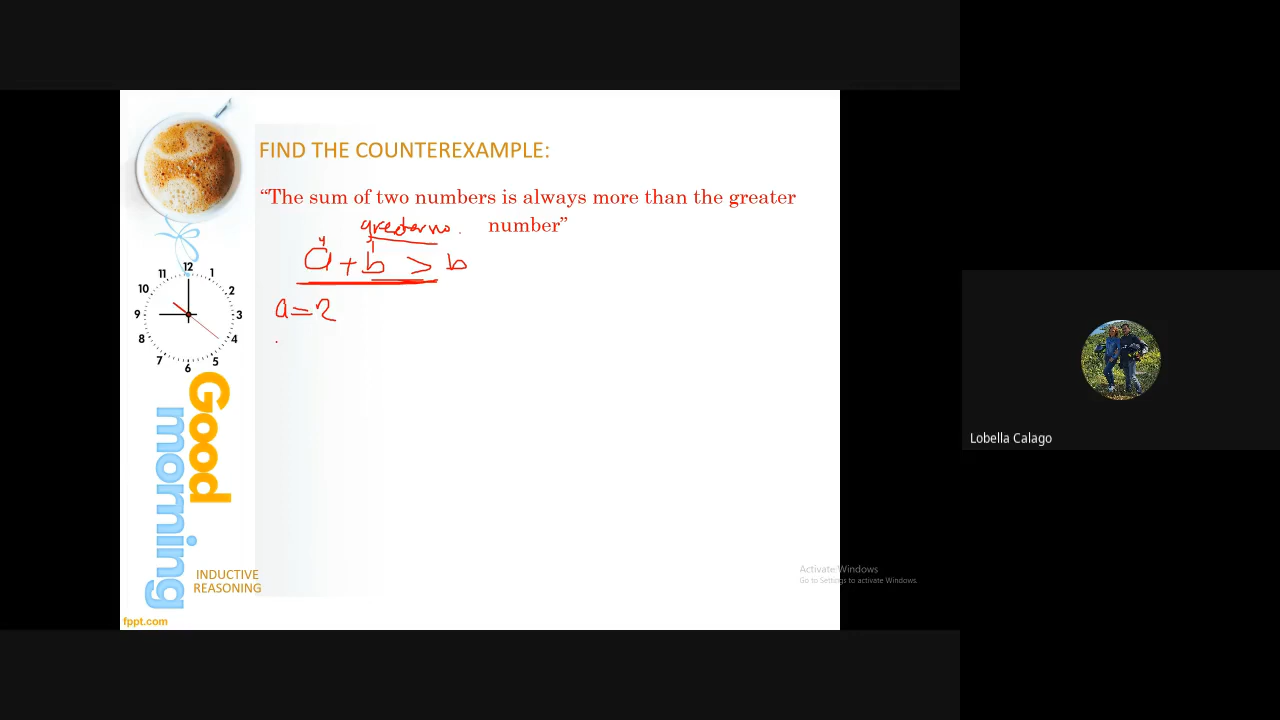 FIND THE COUNTEREXAMPLE:
“The sum of two numbers is always more than the greater
number”
greater no.
a + b > b
a = 2
12
1
2
3
4
5
6
7
8
9
10
11
Good
morning
INDUCTIVE
REASONING
fppt.com
Activate Windows
Go to Settings to activate Windows.
Lobella Calago